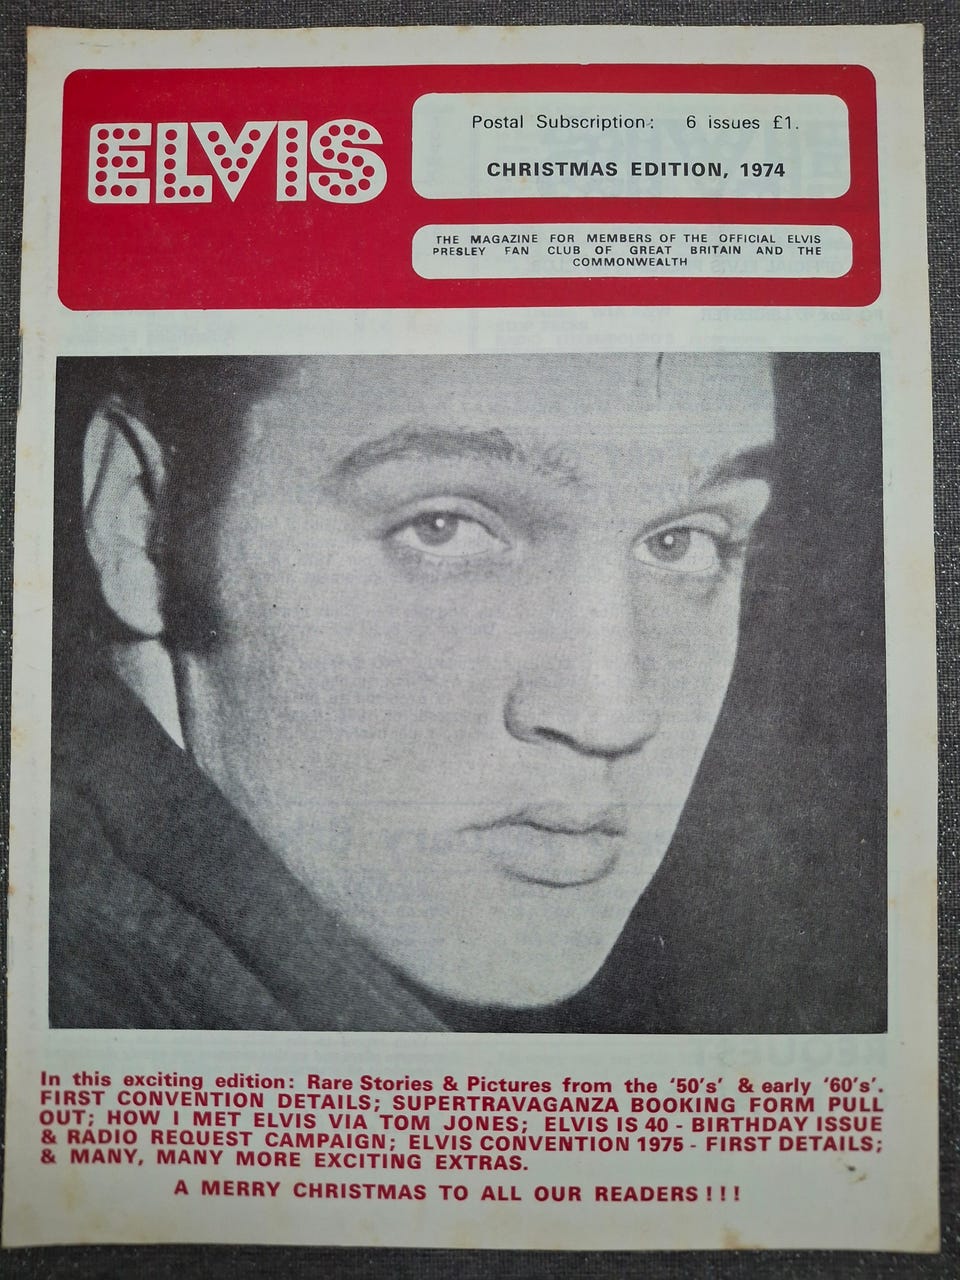 ELVIS
Postal Subscription: 6 issues £1.
CHRISTMAS EDITION, 1974
THE MAGAZINE FOR MEMBERS OF THE OFFICIAL ELVIS
PRESLEY FAN CLUB OF GREAT BRITAIN AND THE
COMMONWEALTH
In this exciting edition: Rare Stories & Pictures from the '50's' & early '60's'.
FIRST CONVENTION DETAILS; SUPERTRAVAGANZA BOOKING FORM PULL
OUT; HOW I MET ELVIS VIA TOM JONES; ELVIS IS 40 - BIRTHDAY ISSUE
& RADIO REQUEST CAMPAIGN; ELVIS CONVENTION 1975 - FIRST DETAILS;
& MANY, MANY MORE EXCITING EXTRAS.
A MERRY CHRISTMAS TO ALL OUR READERS!!!